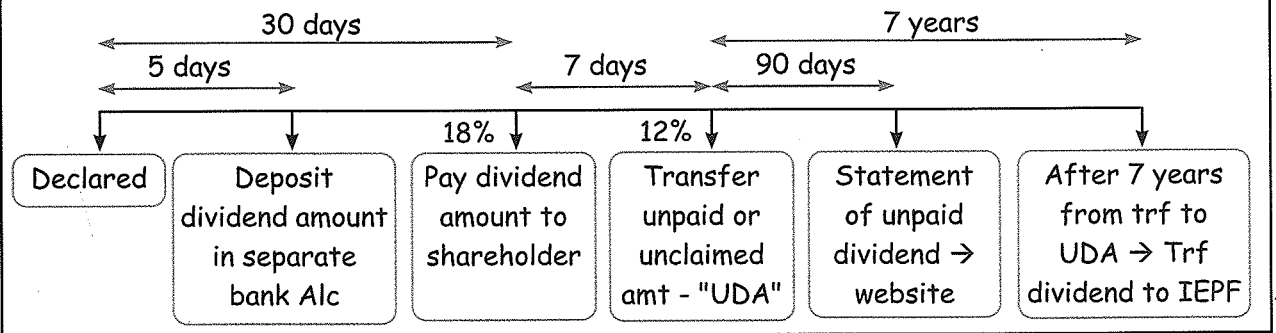 30 days
7 years
5 days
7 days
90 days
18%
12%
Declared
Deposit
dividend amount
in separate
bank Alc
Pay dividend
amount to
shareholder
Transfer
unpaid or
unclaimed
amt - "UDA"
Statement
of unpaid
dividend →
website
After 7 years
from trf to
UDA → Trf
dividend to IEPF